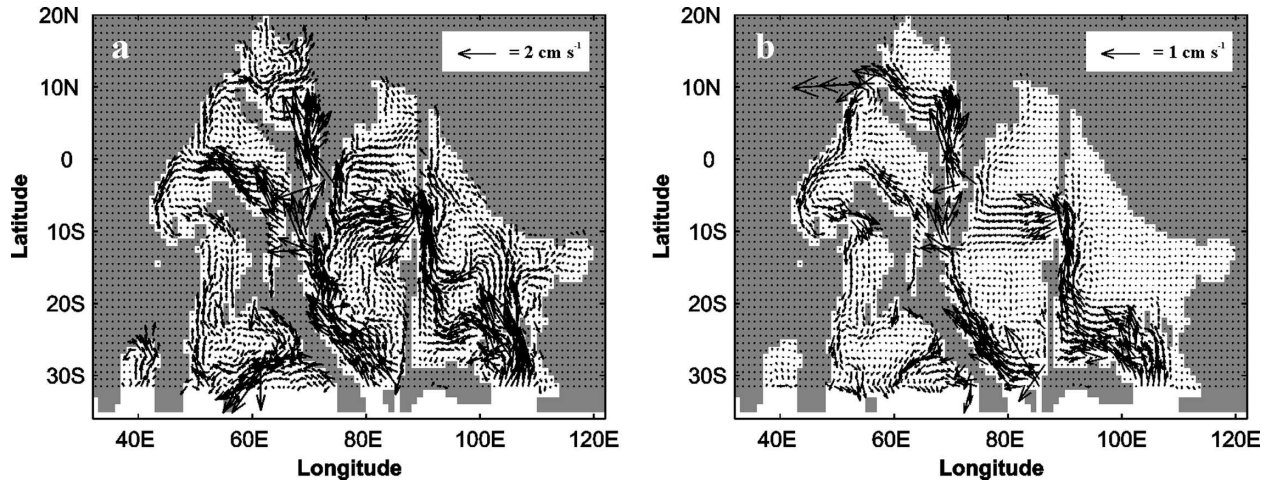 20N
10N
0
10S
20S
30S
Latitude
a
= 2 cm s⁻¹
40E 60E 80E 100E 120E
Longitude
20N
10N
0
10S
20S
30S
Latitude
b
= 1 cm s⁻¹
40E 60E 80E 100E 120E
Longitude